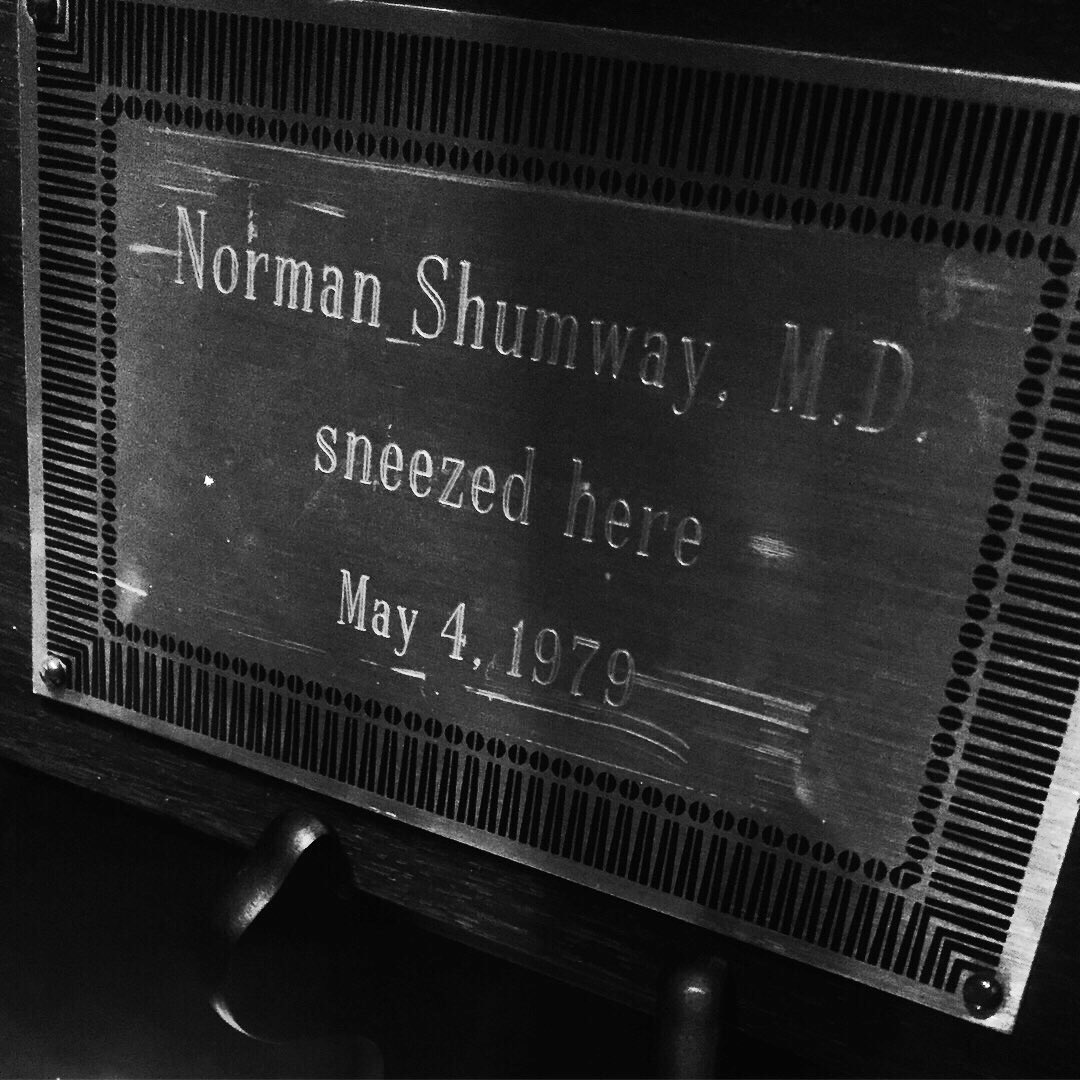 Norman Shumway, M.D.
sneezed here
May 4, 1979